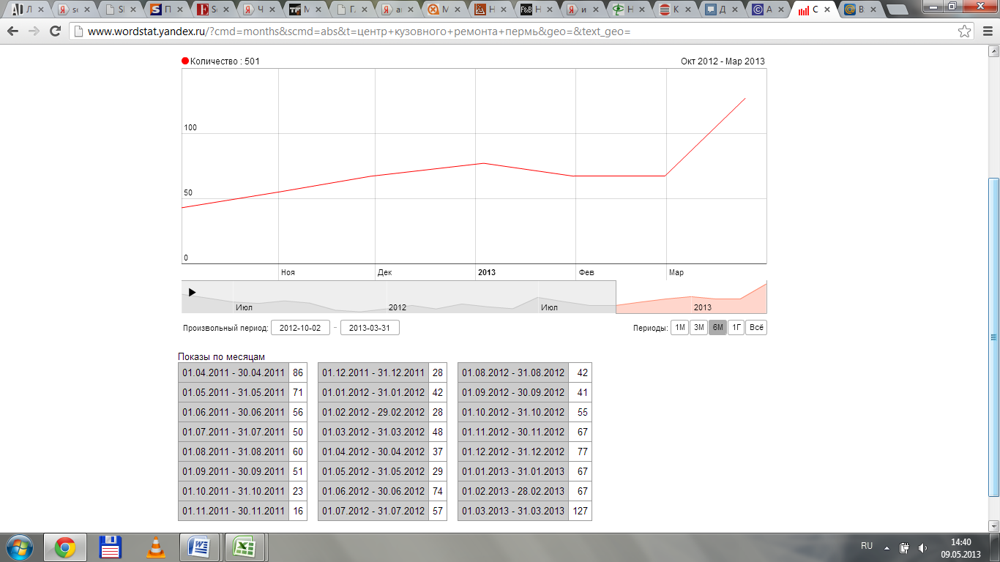 Л
Я se
Sl
П
Se
Я Ч
TF М
Г
Я ав
М
Н
F&B Н
Я и
Н
К
Д
© А
С
В
www.wordstat.yandex.ru/?cmd=months&scmd=abs&t=центр+кузовного+ремонта+пермь&geo=&text_geo=
Количество : 501
Окт 2012 - Мар 2013
100
50
0
Ноя Дек 2013 Фев Мар
Июл 2012 Июл 2013
Произвольный период: 2012-10-02 - 2013-03-31
Периоды: 1М 3М 6М 1Г Всё
Показы по месяцам
01.04.2011 - 30.04.2011 86 01.12.2011 - 31.12.2011 28 01.08.2012 - 31.08.2012 42
01.05.2011 - 31.05.2011 71 01.01.2012 - 31.01.2012 42 01.09.2012 - 30.09.2012 41
01.06.2011 - 30.06.2011 56 01.02.2012 - 29.02.2012 28 01.10.2012 - 31.10.2012 55
01.07.2011 - 31.07.2011 50 01.03.2012 - 31.03.2012 48 01.11.2012 - 30.11.2012 67
01.08.2011 - 31.08.2011 60 01.04.2012 - 30.04.2012 37 01.12.2012 - 31.12.2012 77
01.09.2011 - 30.09.2011 51 01.05.2012 - 31.05.2012 29 01.01.2013 - 31.01.2013 67
01.10.2011 - 31.10.2011 23 01.06.2012 - 30.06.2012 74 01.02.2013 - 28.02.2013 67
01.11.2011 - 30.11.2011 16 01.07.2012 - 31.07.2012 57 01.03.2013 - 31.03.2013 127
RU
14:40
09.05.2013